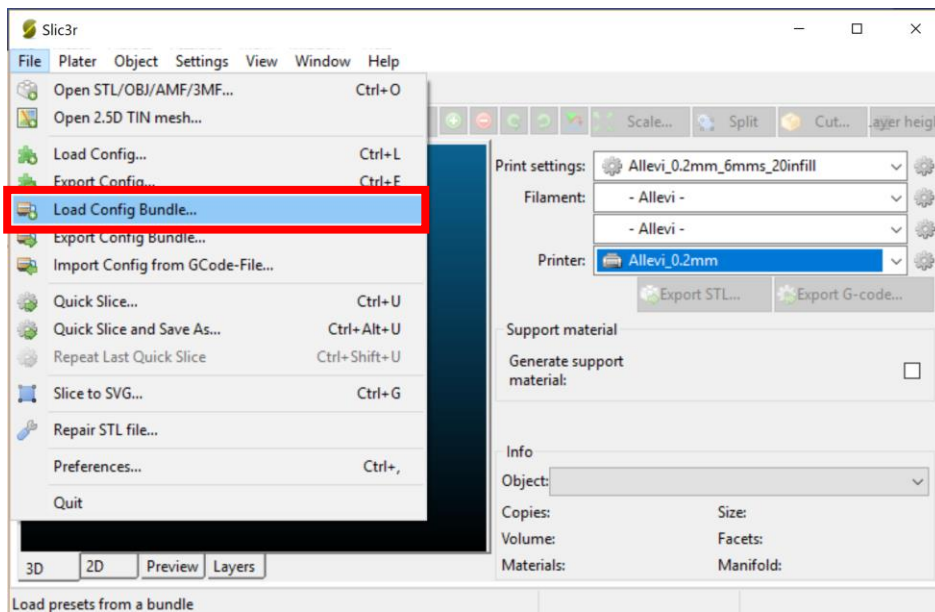 Slic3r
File Plater Object Settings View Window Help
Open STL/OBJ/AMF/3MF... Ctrl+O
Open 2.5D TIN mesh...
Load Config... Ctrl+L
Export Config... Ctrl+E
Load Config Bundle...
Export Config Bundle...
Import Config from GCode-File...
Quick Slice... Ctrl+U
Quick Slice and Save As... Ctrl+Alt+U
Repeat Last Quick Slice Ctrl+Shift+U
Slice to SVG... Ctrl+G
Repair STL file...
Preferences... Ctrl+,
Quit
Scale... Split Cut... .ayer heig
Print settings: Allevi_0.2mm_6mms_20infill
Filament: - Allevi -
- Allevi -
Printer: Allevi_0.2mm
Export STL... Export G-code...
Support material
Generate support
material:
Info
Object:
Copies: Size:
Volume: Facets:
Materials: Manifold:
3D 2D Preview Layers
Load presets from a bundle